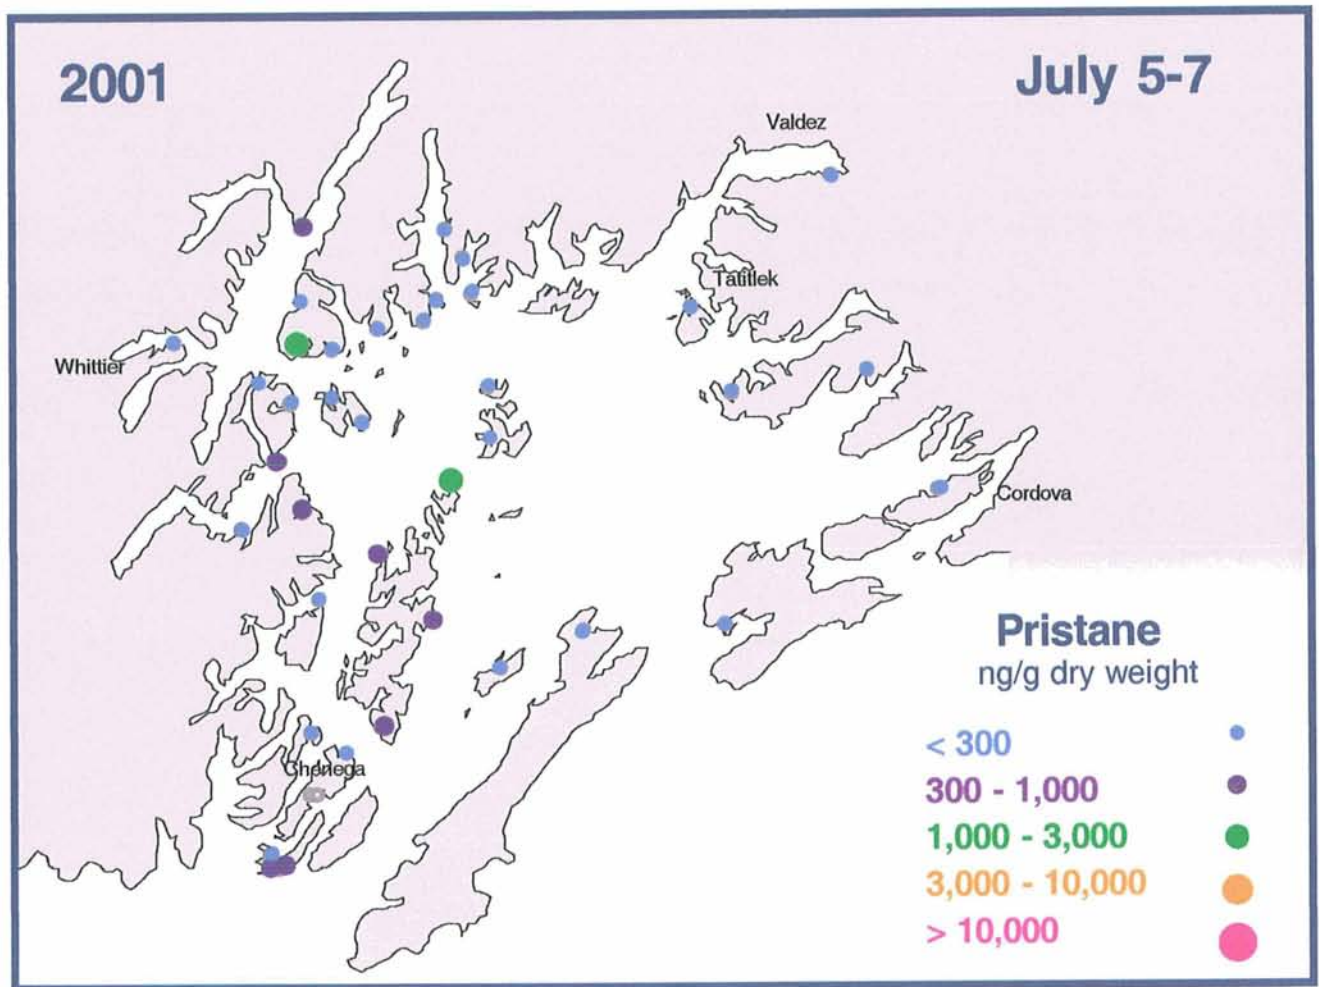 2001
July 5-7
Valdez
Tatitlek
Whittier
Cordova
Chenega
Pristane
ng/g dry weight
< 300
300 - 1,000
1,000 - 3,000
3,000 - 10,000
> 10,000